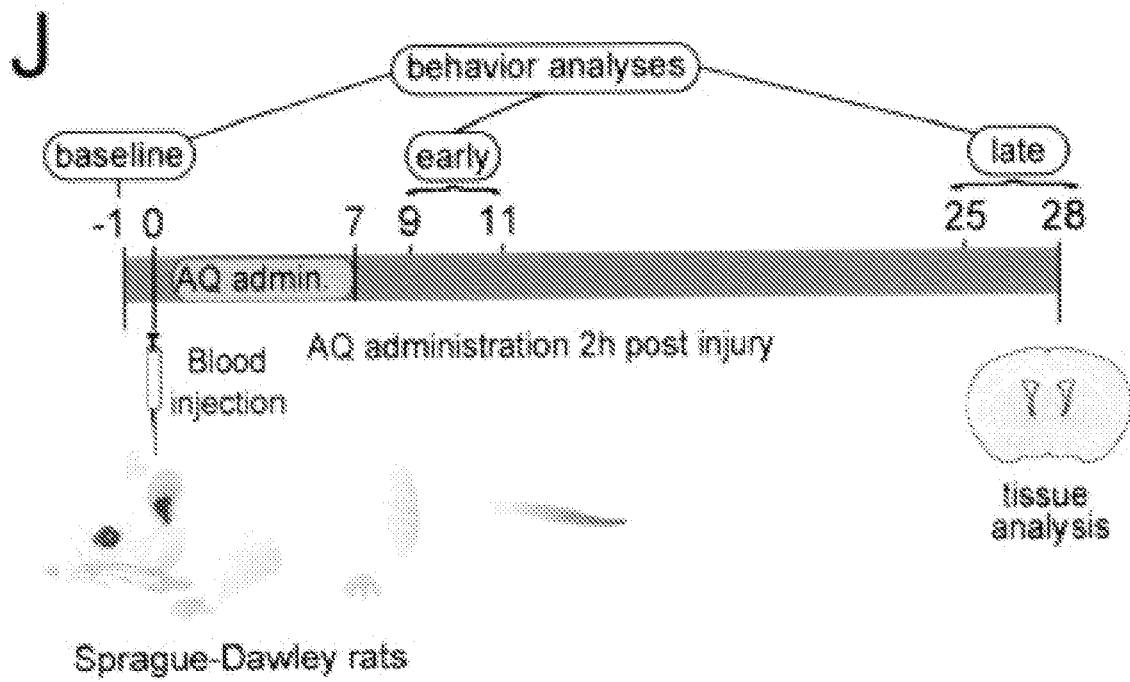 J
behavior analyses
baseline
early
late
-1 0 7 9 11 25 28
AQ admin.
AQ administration 2h post injury
Blood
injection
tissue
analysis
Sprague-Dawley rats